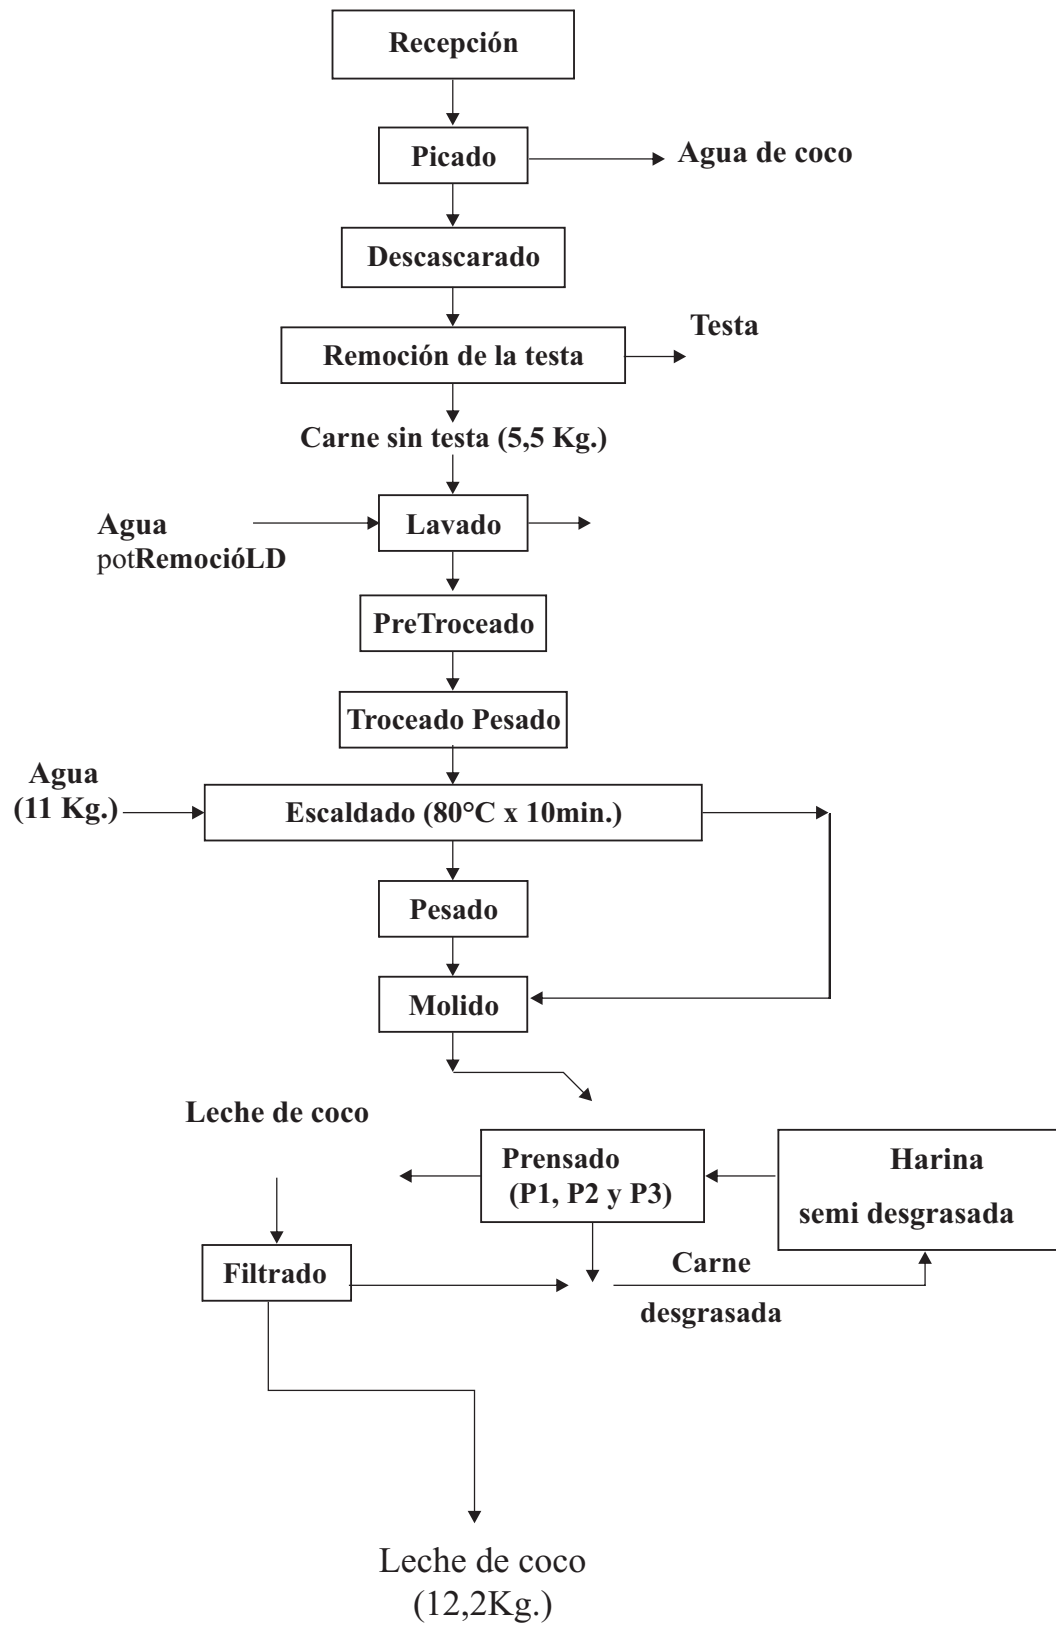 Recepción
Picado
Agua de coco
Descascarado
Testa
Remoción de la testa
Carne sin testa (5,5 Kg.)
Agua
potRemocióLD
Lavado
PreTroceado
Troceado Pesado
Agua
(11 Kg.)
Escaldado (80°C x 10min.)
Pesado
Molido
Leche de coco
Prensado
(P1, P2 y P3)
Harina
semi desgrasada
Filtrado
Carne
desgrasada
Leche de coco
(12,2Kg.)